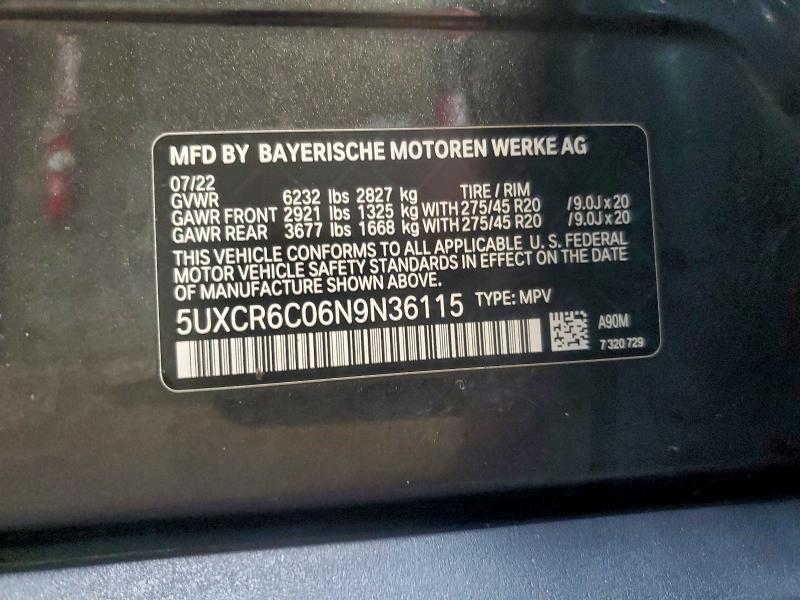 MFD BY BAYERISCHE MOTOREN WERKE AG
07/22 TIRE / RIM
GVWR 6232 lbs 2827 kg
GAWR FRONT 2921 lbs 1325 kg WITH 275/45 R20 /9.0J x 20
GAWR REAR 3677 lbs 1668 kg WITH 275/45 R20 /9.0J x 20
THIS VEHICLE CONFORMS TO ALL APPLICABLE U. S. FEDERAL
MOTOR VEHICLE SAFETY STANDARDS IN EFFECT ON THE DATE
OF MANUFACTURE SHOWN ABOVE.
5UXCR6C06N9N36115 TYPE: MPV
A90M
7 320 729